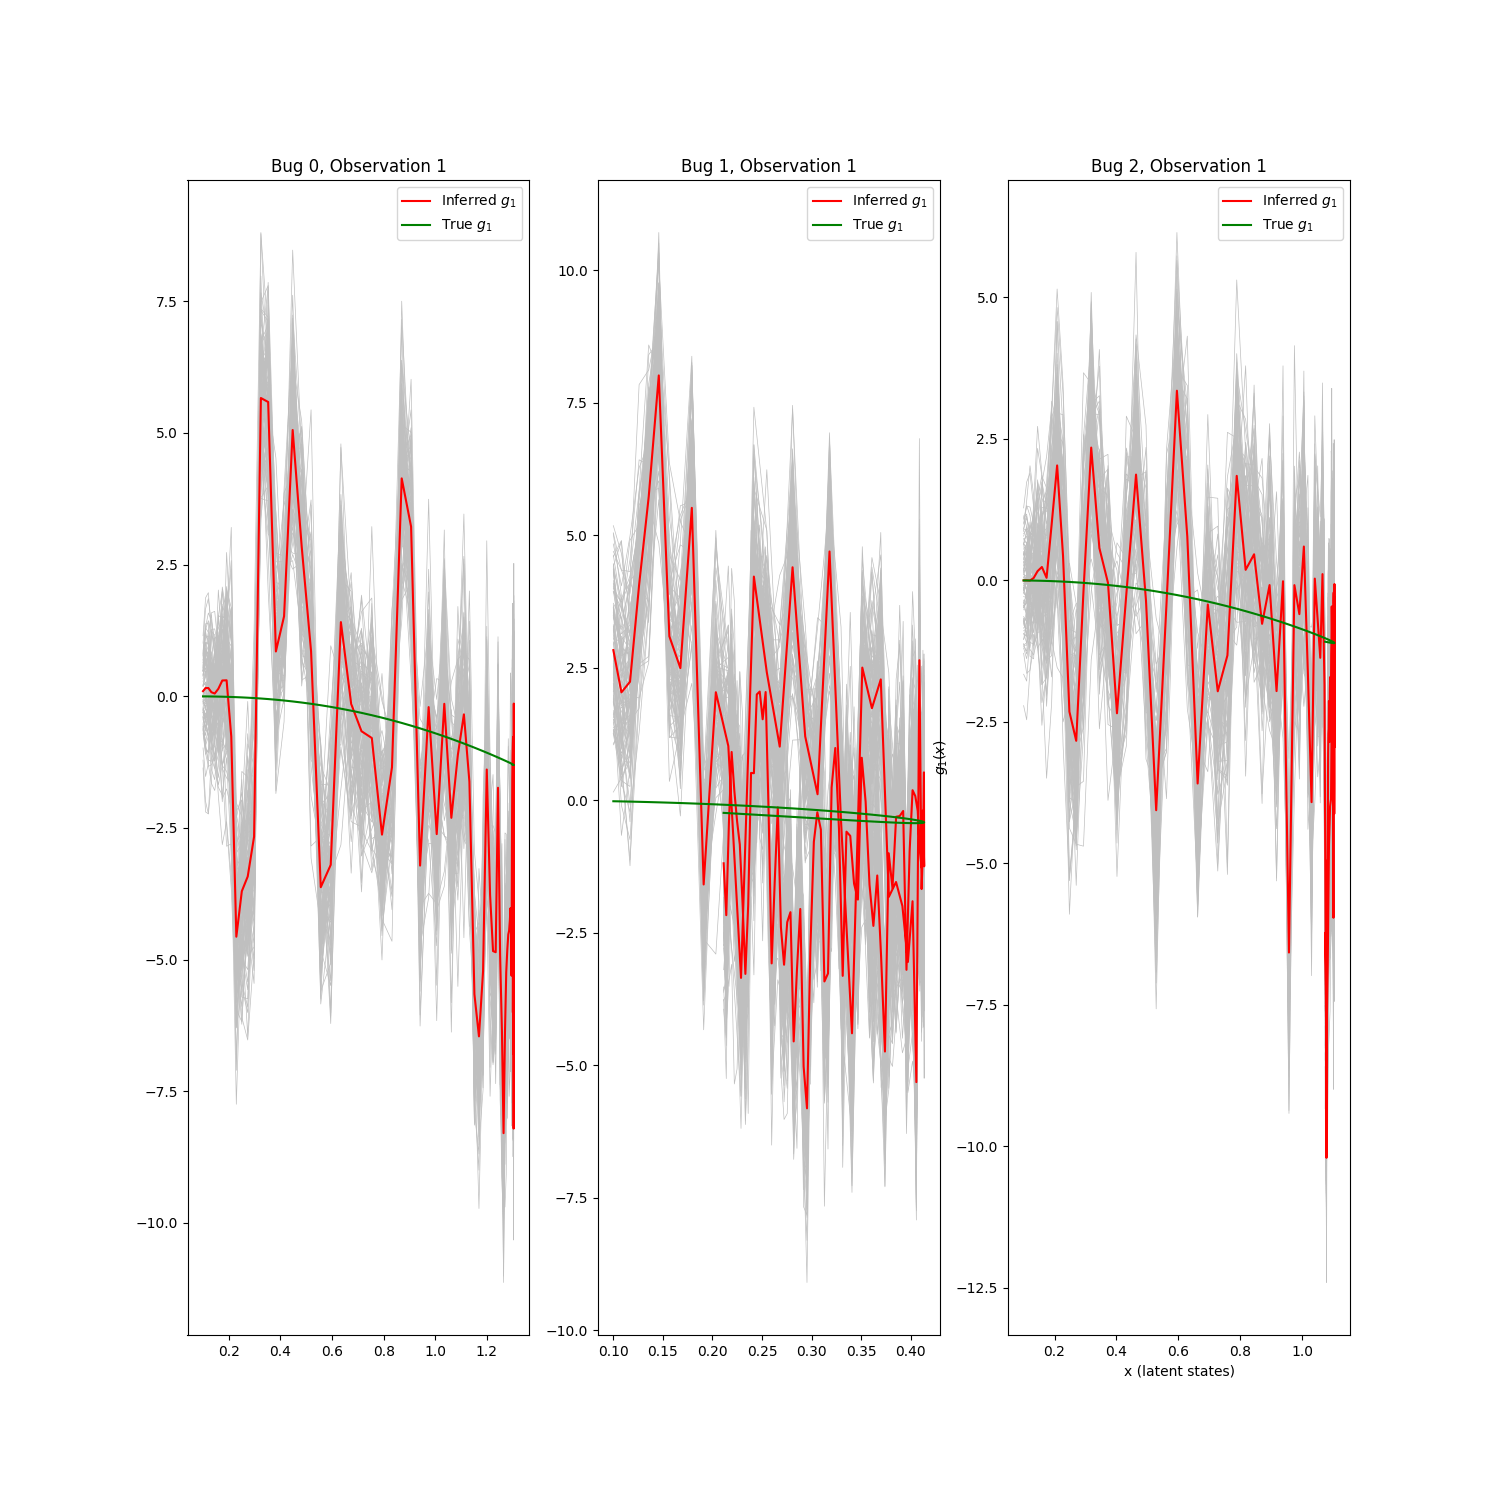 Bug 0, Observation 1
Inferred g₁
True g₁
7.5
5.0
2.5
0.0
−2.5
−5.0
−7.5
−10.0
0.2 0.4 0.6 0.8 1.0 1.2
Bug 1, Observation 1
Inferred g₁
True g₁
10.0
7.5
5.0
2.5
0.0
−2.5
−5.0
−7.5
−10.0
0.10 0.15 0.20 0.25 0.30 0.35 0.40
Bug 2, Observation 1
Inferred g₁
True g₁
g₁(x)
5.0
2.5
0.0
−2.5
−5.0
−7.5
−10.0
−12.5
0.2 0.4 0.6 0.8 1.0
x (latent states)